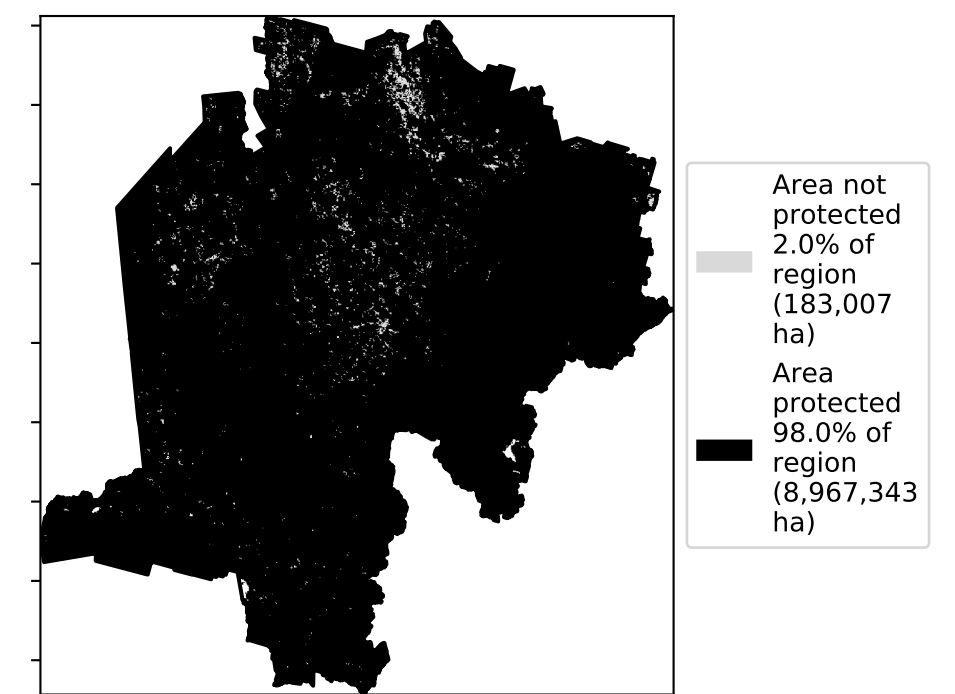 Area not
protected
2.0% of
region
(183,007
ha)
Area
protected
98.0% of
region
(8,967,343
ha)